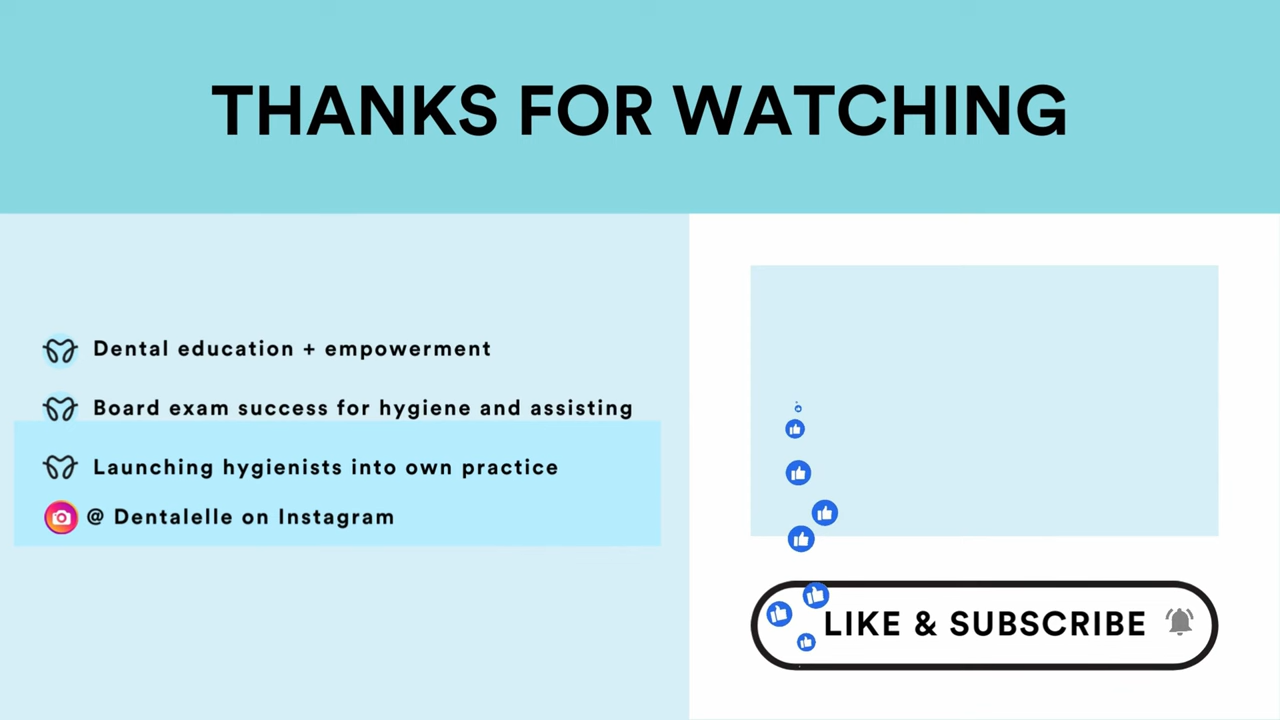 THANKS FOR WATCHING
Dental education + empowerment
Board exam success for hygiene and assisting
Launching hygienists into own practice
@ Dentalelle on Instagram
LIKE & SUBSCRIBE